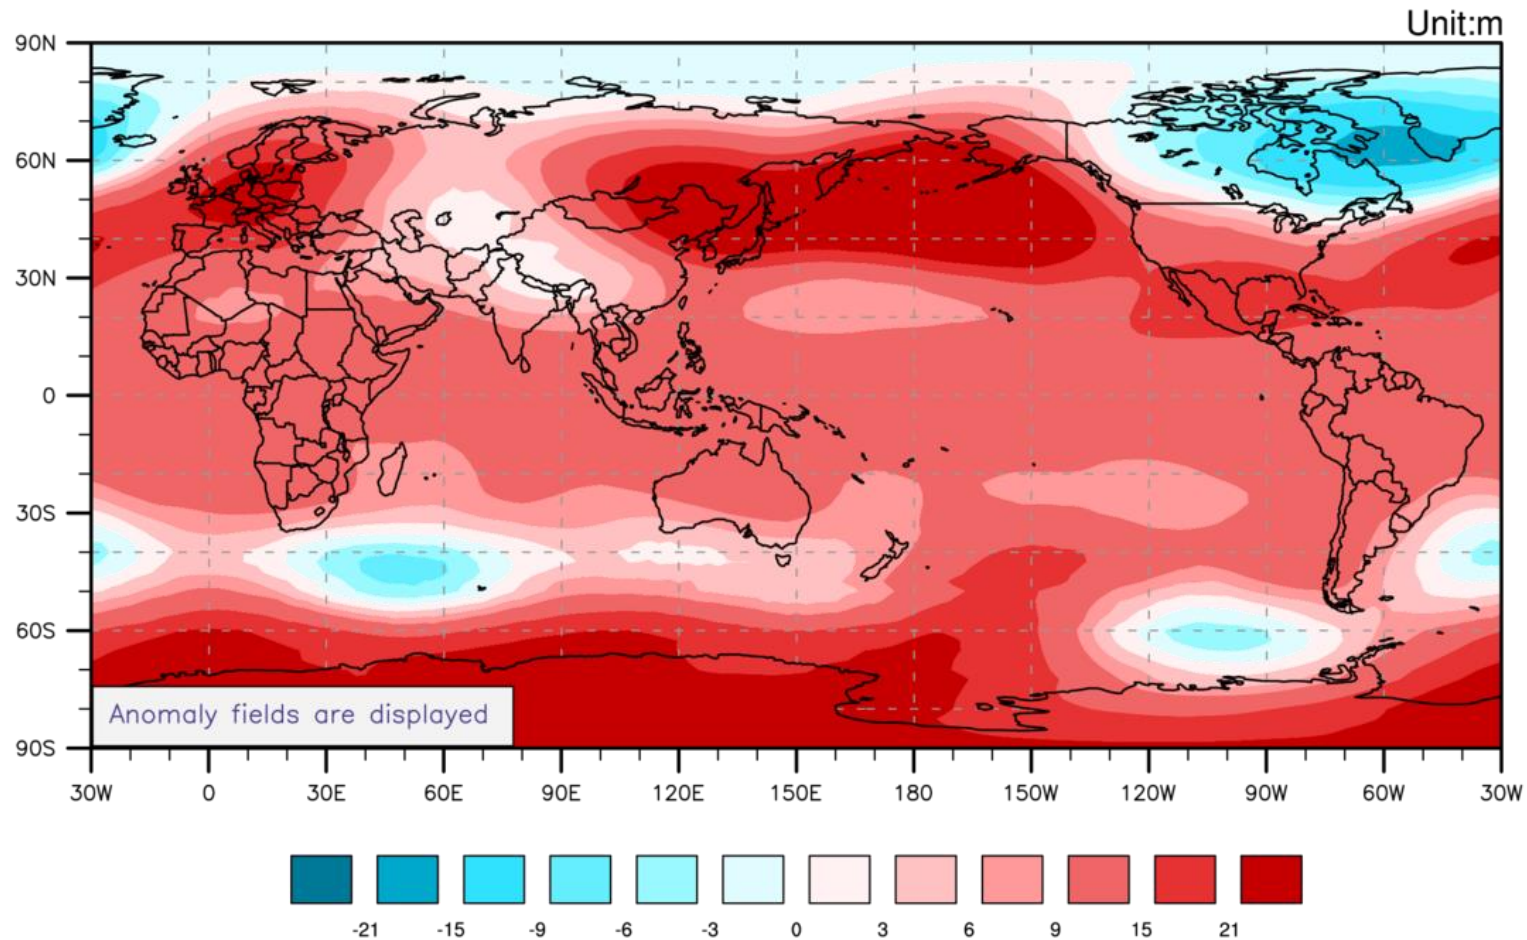 Unit:m
90N
60N
30N
0
30S
60S
90S
Anomaly fields are displayed
30W 0 30E 60E 90E 120E 150E 180 150W 120W 90W 60W 30W
-21 -15 -9 -6 -3 0 3 6 9 15 21